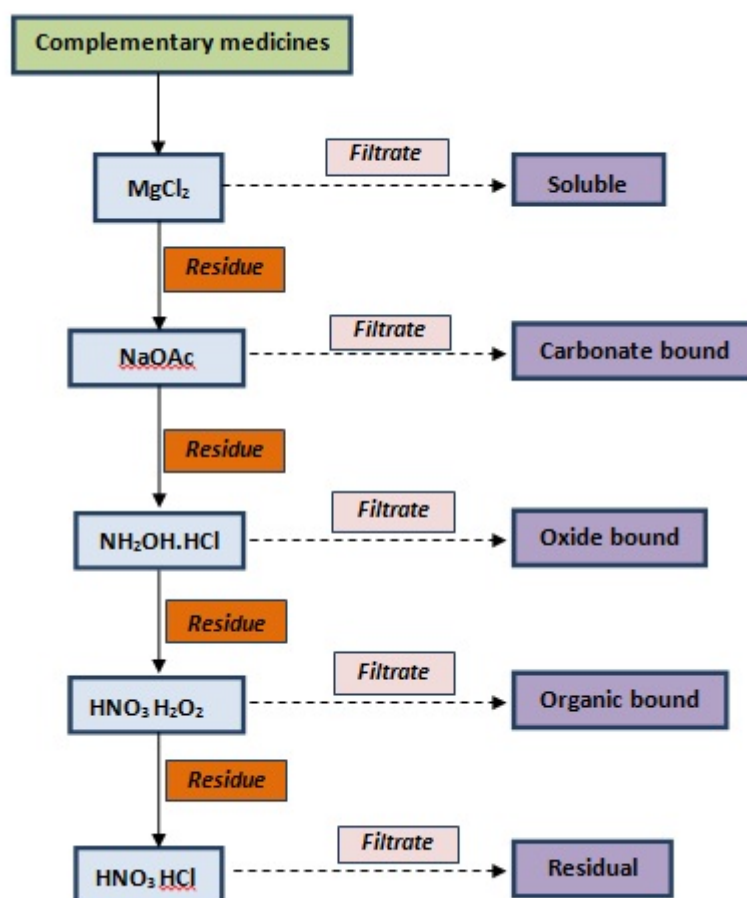 Complementary medicines
Filtrate
MgCl₂
Soluble
Residue
Filtrate
NaOAc
Carbonate bound
Residue
Filtrate
NH₂OH.HCl
Oxide bound
Residue
Filtrate
HNO₃ H₂O₂
Organic bound
Residue
Filtrate
HNO₃ HCl
Residual